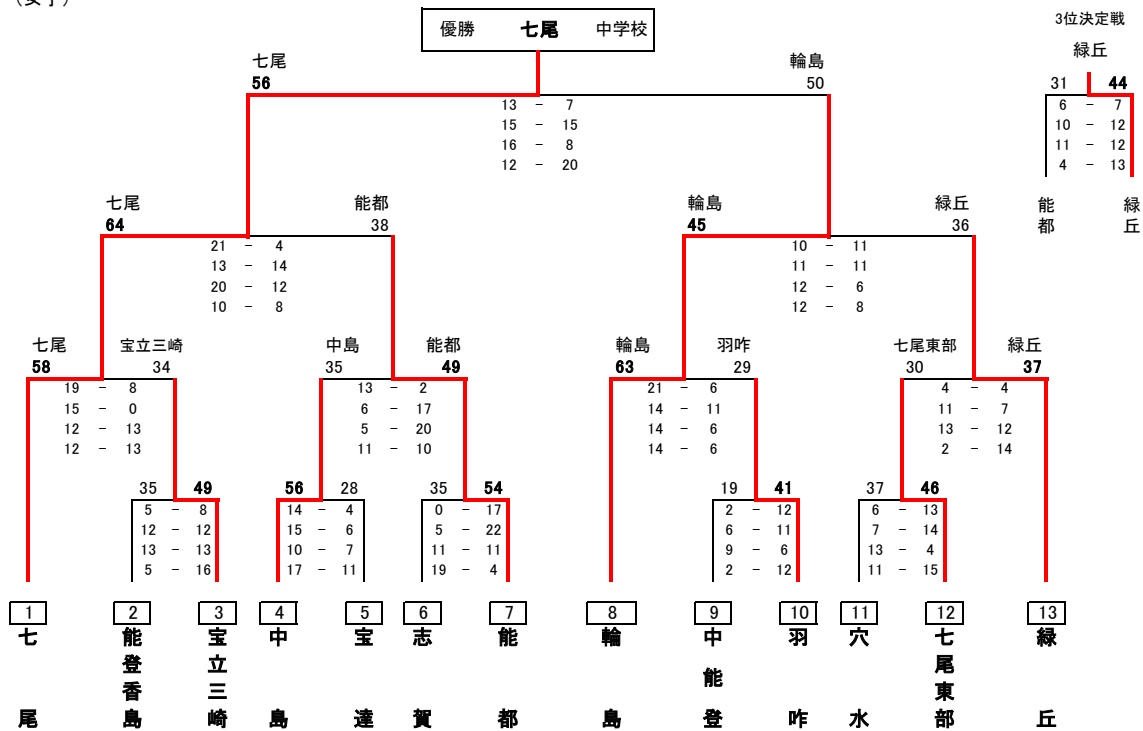 （女子）
優勝 七尾 中学校
3位決定戦
緑丘
31 44
6 - 7
10 - 12
11 - 12
4 - 13
能都 緑丘
七尾 輪島
56 50
13 - 7
15 - 15
16 - 8
12 - 20
七尾 能都 輪島 緑丘
64 38 45 36
21 - 4 10 - 11
13 - 14 11 - 11
20 - 12 12 - 6
10 - 8 12 - 8
七尾 宝立三崎 中島 能都 輪島 羽咋 七尾東部 緑丘
58 34 35 49 63 29 30 37
19 - 8 13 - 2 21 - 6 4 - 4
15 - 0 6 - 17 14 - 11 11 - 7
12 - 13 5 - 20 14 - 6 13 - 12
12 - 13 11 - 10 14 - 6 2 - 14
35 49 56 28 35 54 19 41 37 46
5 - 8 14 - 4 0 - 17 2 - 12 6 - 13
12 - 12 15 - 6 5 - 22 6 - 11 7 - 14
13 - 13 10 - 7 11 - 11 9 - 6 13 - 4
5 - 16 17 - 11 19 - 4 2 - 12 11 - 15
1 2 3 4 5 6 7 8 9 10 11 12 13
七尾 能登香島 宝立三崎 中島 宝達 志賀 能都 輪島 中能登 羽咋 穴水 七尾東部 緑丘